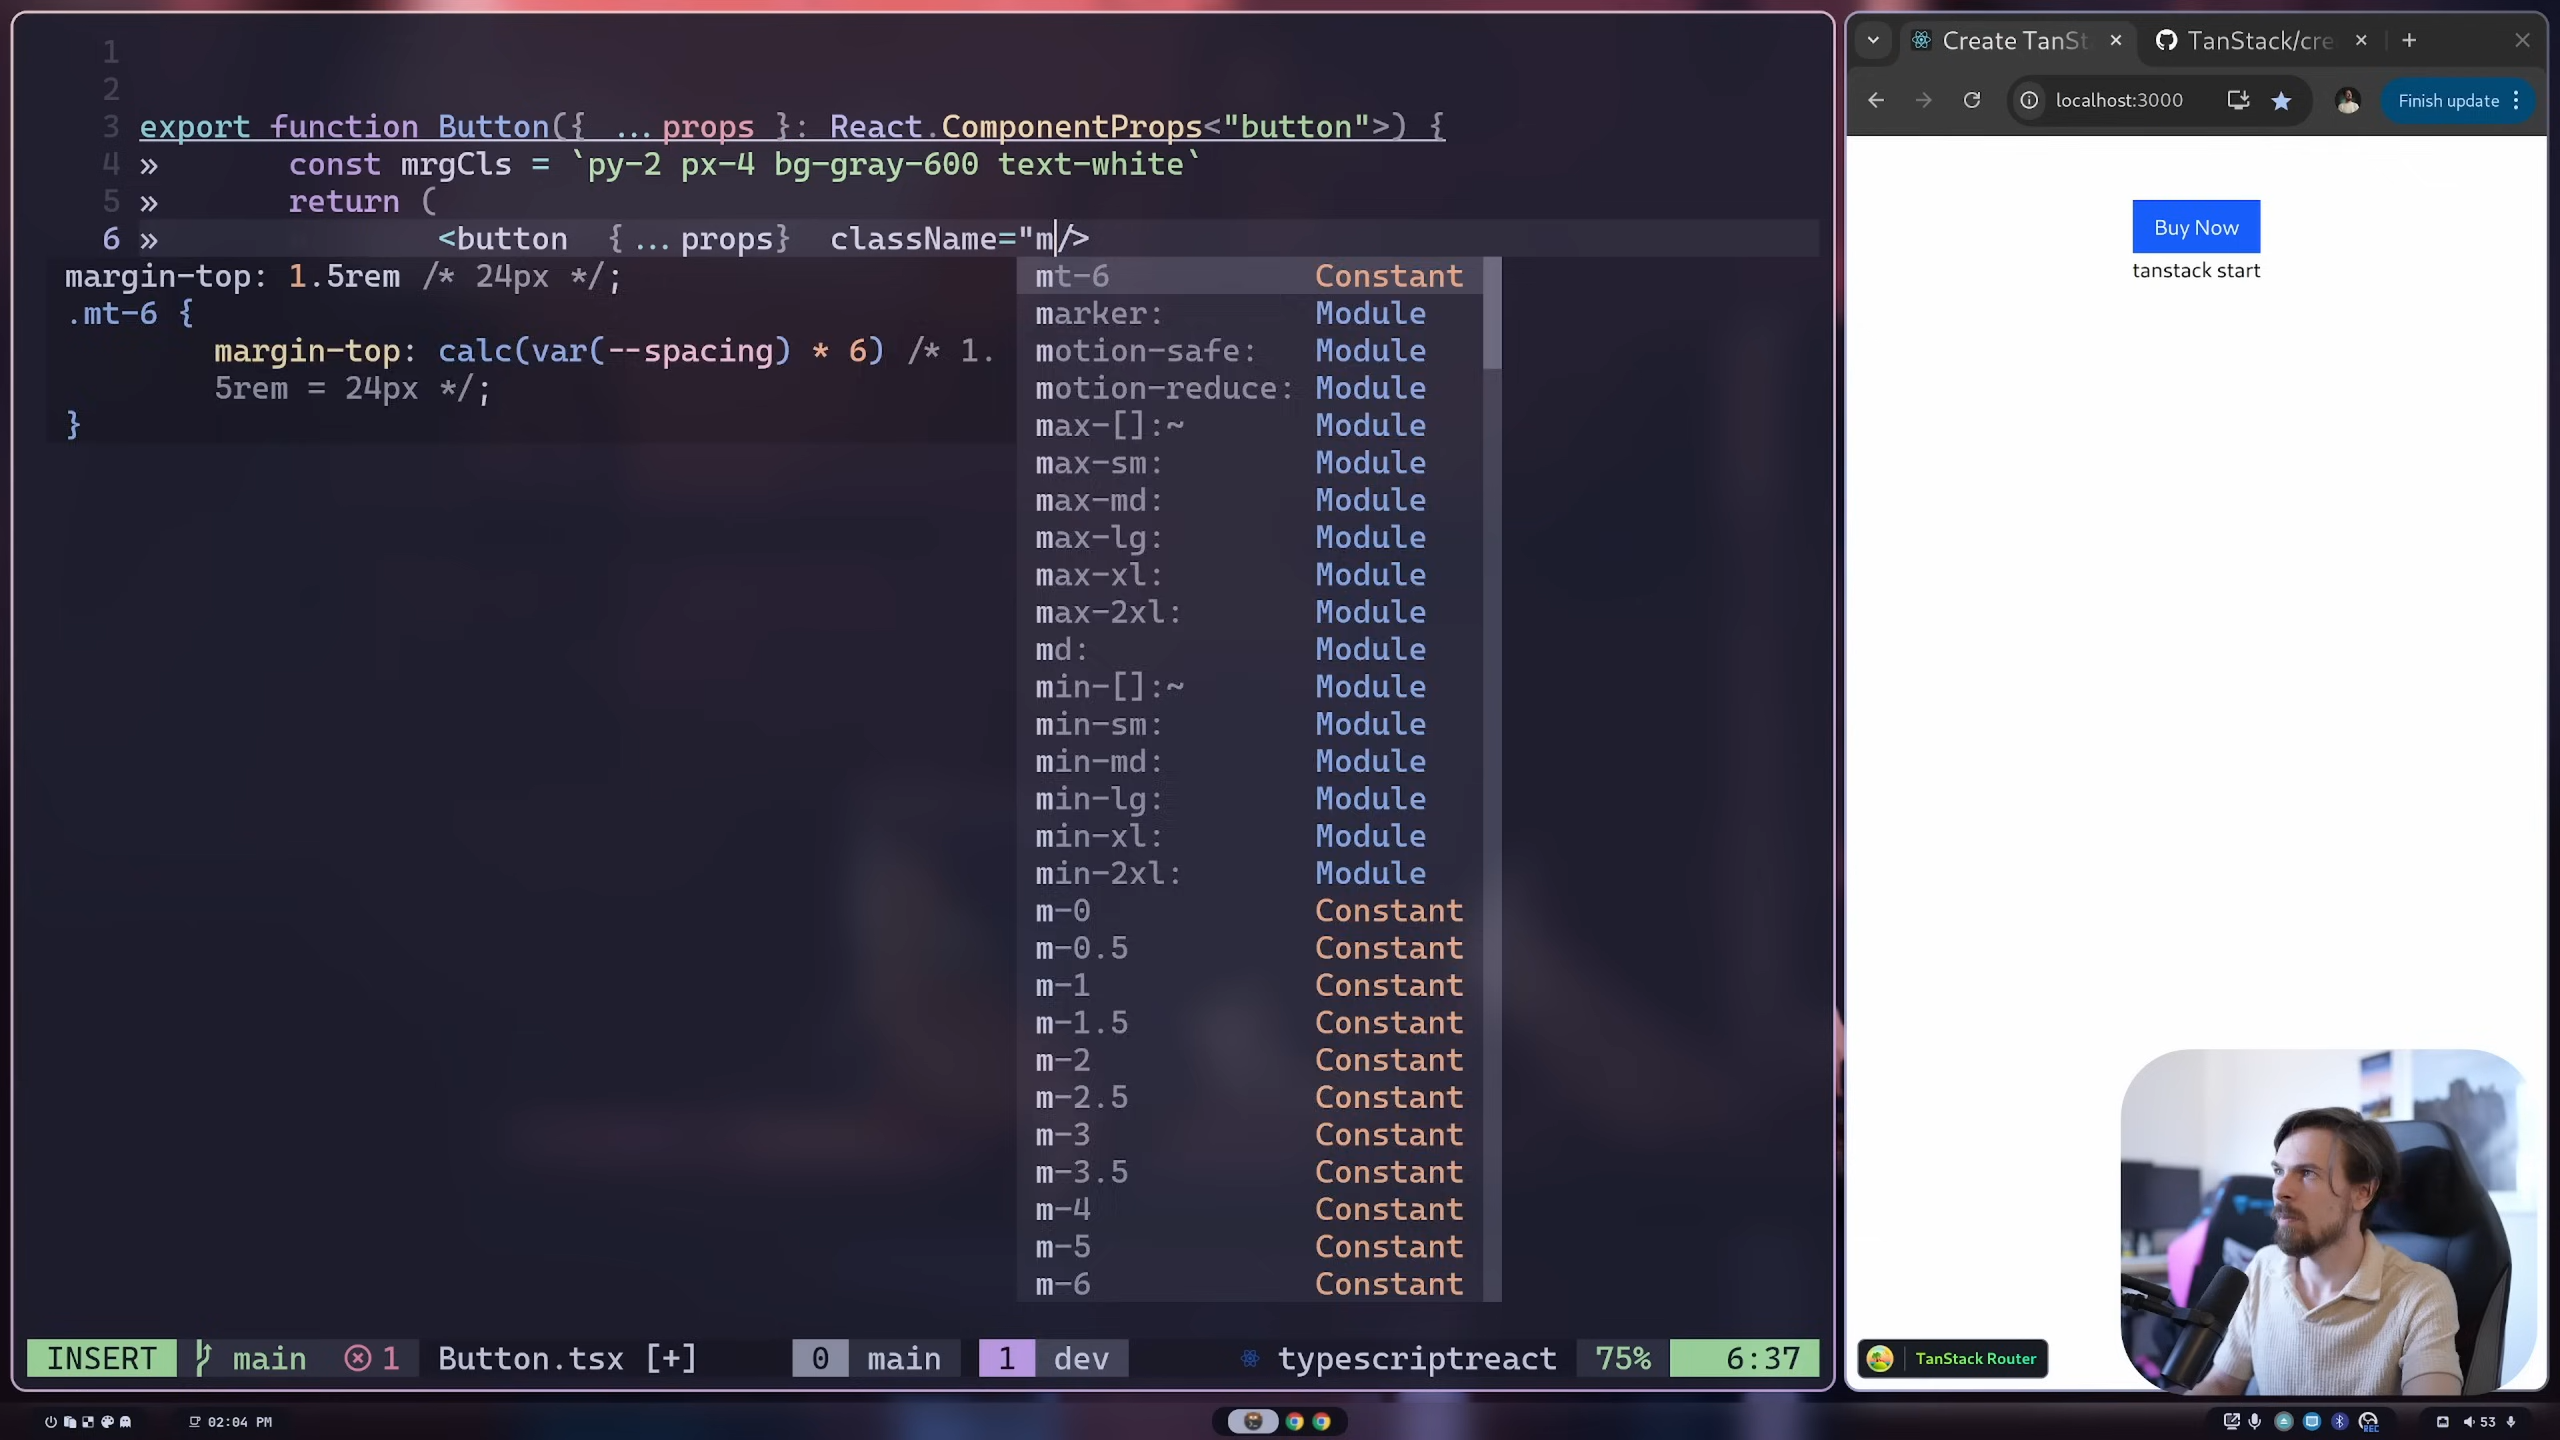 1
2
3 export function Button({ ...props }: React.ComponentProps<"button">) {
4 » const mrgCls = `py-2 px-4 bg-gray-600 text-white`
5 » return (
6 » <button {...props} className="m/>
margin-top: 1.5rem /* 24px */;
.mt-6 {
margin-top: calc(var(--spacing) * 6) /* 1.
5rem = 24px */;
}
mt-6 Constant
marker: Module
motion-safe: Module
motion-reduce: Module
max-[]:~ Module
max-sm: Module
max-md: Module
max-lg: Module
max-xl: Module
max-2xl: Module
md: Module
min-[]:~ Module
min-sm: Module
min-md: Module
min-lg: Module
min-xl: Module
min-2xl: Module
m-0 Constant
m-0.5 Constant
m-1 Constant
m-1.5 Constant
m-2 Constant
m-2.5 Constant
m-3 Constant
m-3.5 Constant
m-4 Constant
m-5 Constant
m-6 Constant
INSERT main 1 Button.tsx [+] 0 main 1 dev typescriptreact 75% 6:37
Create TanSt
TanStack/cre
localhost:3000
Finish update
Buy Now
tanstack start
TanStack Router
02:04 PM
REC
53